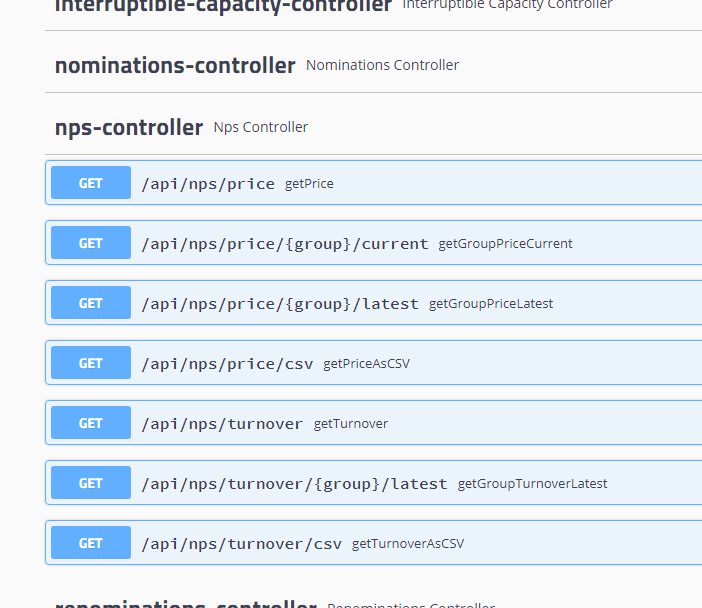 interruptible-capacity-controller Interruptible Capacity Controller
nominations-controller Nominations Controller
nps-controller Nps Controller
GET /api/nps/price getPrice
GET /api/nps/price/{group}/current getGroupPriceCurrent
GET /api/nps/price/{group}/latest getGroupPriceLatest
GET /api/nps/price/csv getPriceAsCSV
GET /api/nps/turnover getTurnover
GET /api/nps/turnover/{group}/latest getGroupTurnoverLatest
GET /api/nps/turnover/csv getTurnoverAsCSV
renominations-controller Renominations Controller